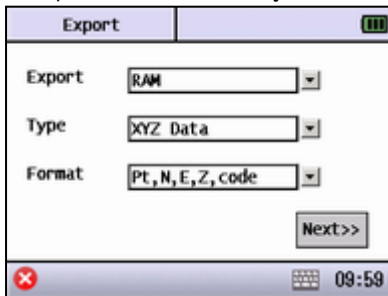 Export
Export RAM
Type XYZ Data
Format Pt,N,E,Z,code
Next>>
09:59